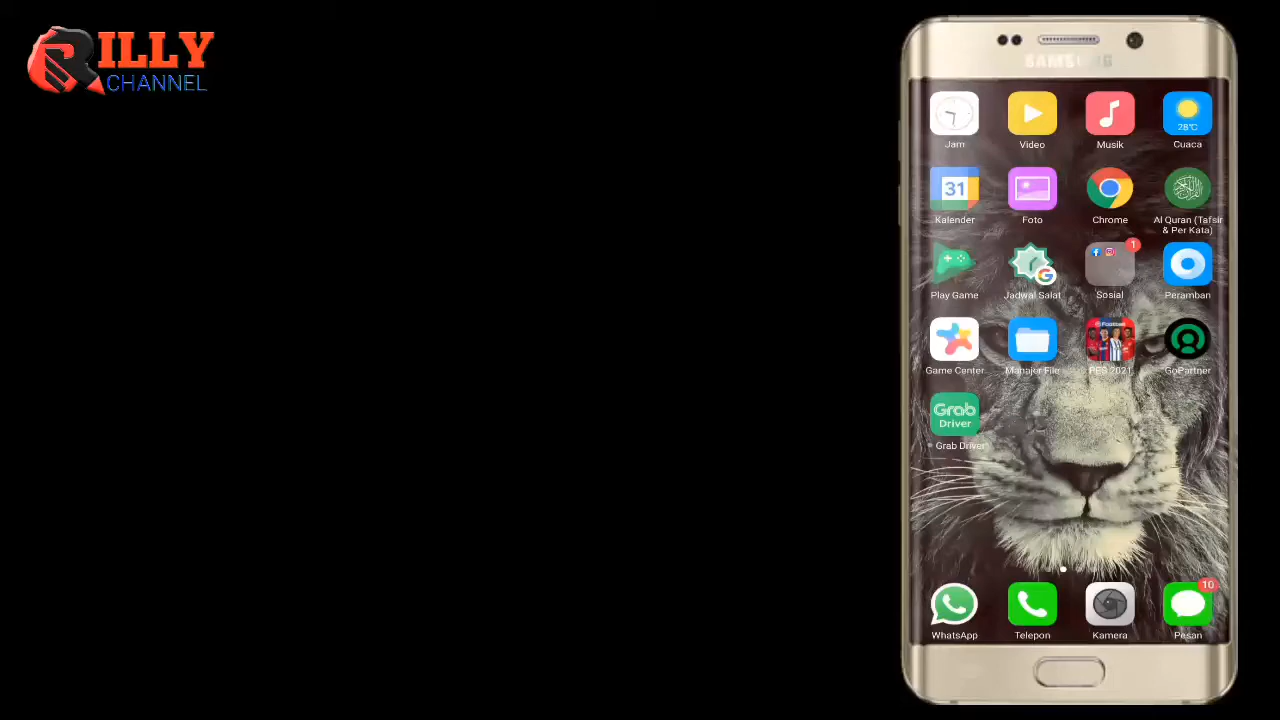 RILLY
CHANNEL
SAMSUNG
28°C
Jam
Video
Musik
Cuaca
31
Kalender
Foto
Chrome
Al Quran (Tafsir
& Per Kata)
1
Play Game
Jadwal Salat
Sosial
Peramban
Game Center
Manajer File
PES 2021
GoPartner
Grab
Driver
Grab Driver
10
WhatsApp
Telepon
Kamera
Pesan